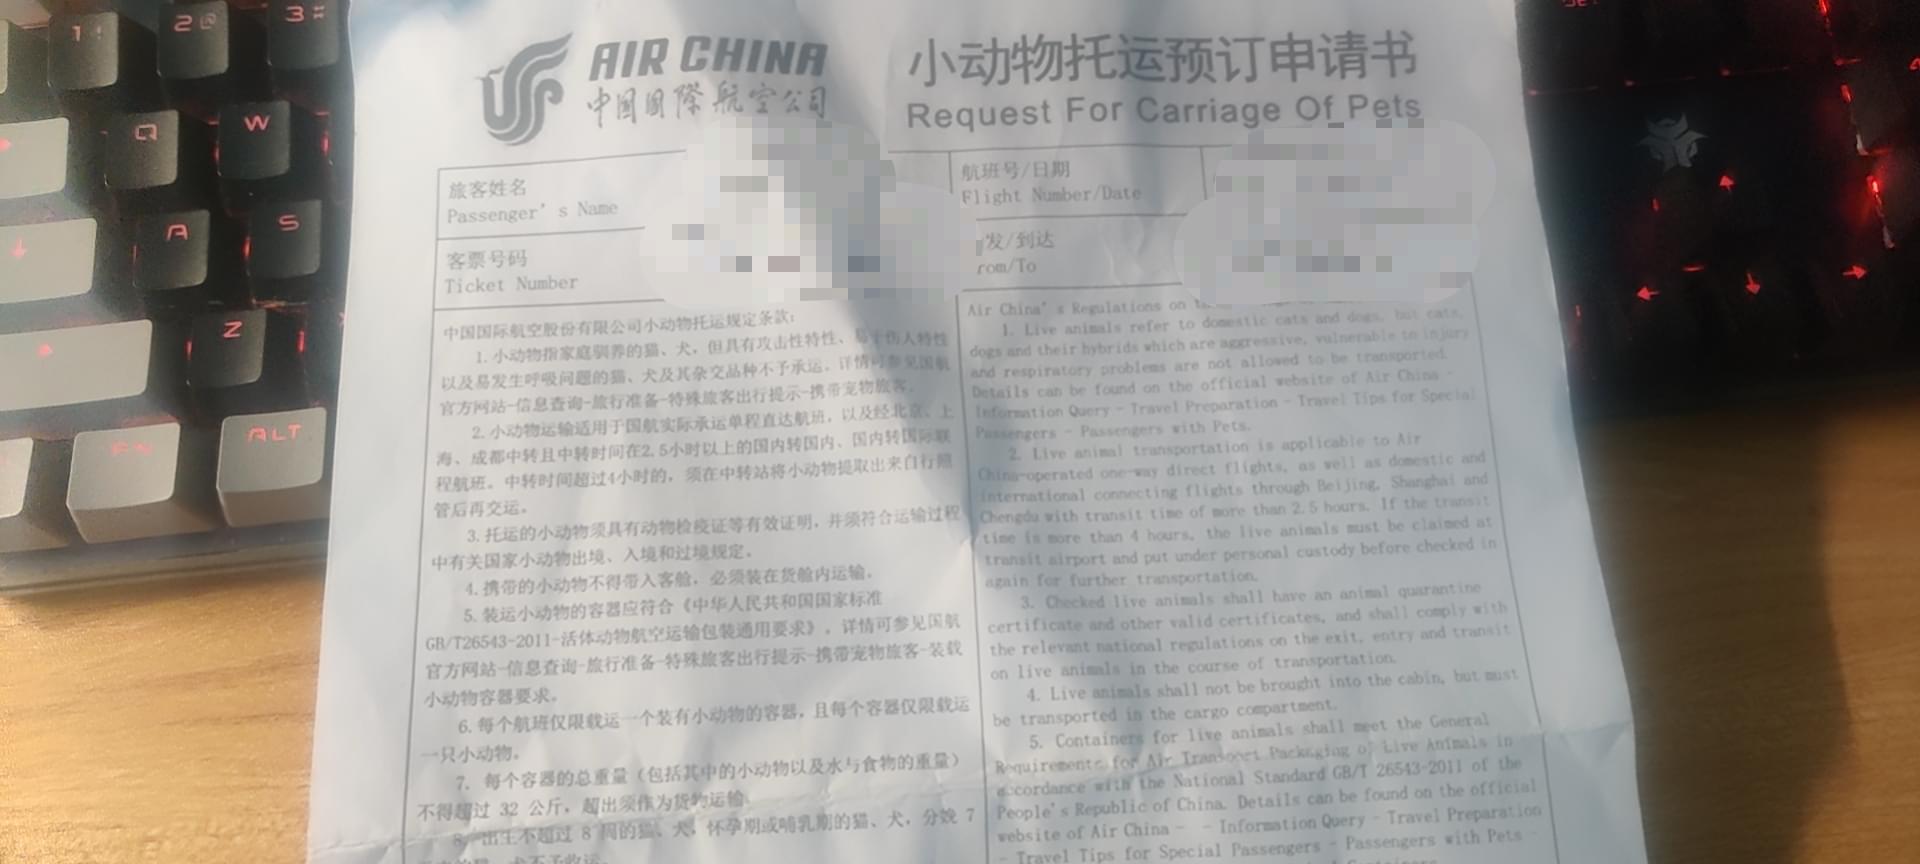 1 !
2 @
3 #
Q
W
A
S
Z
FN
ALT
AIR CHINA
中国国際航空公司
小动物托运预订申请书
Request For Carriage Of Pets
旅客姓名
Passenger's Name
航班号/日期
Flight Number/Date
客票号码
Ticket Number
发/到达
rom/To
中国国际航空股份有限公司小动物托运规定条款:
1. 小动物指家庭驯养的猫、犬, 但具有攻击性特性、易于伤人特性
以及易发生呼吸问题的猫、犬及其杂交品种不予承运。详情可参见国航
官方网站-信息查询-旅行准备-特殊旅客出行提示-携带宠物旅客。
2. 小动物运输适用于国航实际承运单程直达航班, 以及经北京、上
海、成都中转且中转时间在2.5小时以上的国内转国内、国内转国际联
程航班。中转时间超过4小时的, 须在中转站将小动物提取出来自行照
管后再交运。
3. 托运的小动物须具有动物检疫证等有效证明, 并须符合运输过程
中有关国家小动物出境、入境和过境规定。
4. 携带的小动物不得带入客舱, 必须装在货舱内运输。
5. 装运小动物的容器应符合《中华人民共和国国家标准
GB/T26543-2011-活体动物航空运输包装通用要求》, 详情可参见国航
官方网站-信息查询-旅行准备-特殊旅客出行提示-携带宠物旅客-装载
小动物容器要求。
6. 每个航班仅限载运一个装有小动物的容器, 且每个容器仅限载运
一只小动物。
7. 每个容器的总重量 (包括其中的小动物以及水与食物的重量)
不得超过 32 公斤, 超出须作为货物运输
8. 出生不超过 8 周的猫、犬, 怀孕期或哺乳期的猫、犬, 分娩 7
犬不予收运。
Air China's Regulations on
1. Live animals refer to domestic cats and dogs, but cats,
dogs and their hybrids which are aggressive, vulnerable to injury
and respiratory problems are not allowed to be transported.
Details can be found on the official website of Air China -
Information Query - Travel Preparation - Travel Tips for Special
Passengers - Passengers with Pets.
2. Live animal transportation is applicable to Air
China-operated one-way direct flights, as well as domestic and
international connecting flights through Beijing, Shanghai and
Chengdu with transit time of more than 2.5 hours. If the transit
time is more than 4 hours, the live animals must be claimed at
transit airport and put under personal custody before checked in
again for further transportation.
3. Checked live animals shall have an animal quarantine
certificate and other valid certificates, and shall comply with
the relevant national regulations on the exit, entry and transit
on live animals in the course of transportation.
4. Live animals shall not be brought into the cabin, but must
be transported in the cargo compartment.
5. Containers for live animals shall meet the General
Requirements for Air Transport Packaging of Live Animals in
accordance with the National Standard GB/T 26543-2011 of the
People's Republic of China. Details can be found on the official
website of Air China - - Information Query - Travel Preparation
- Travel Tips for Special Passengers - Passengers with Pets -